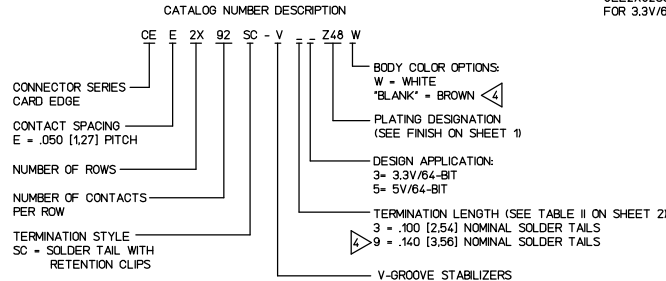 CATALOG NUMBER DESCRIPTION
FOR 3.3V/6
CE E 2X 92 SC - V _ _ Z48 W
BODY COLOR OPTIONS:
W = WHITE
"BLANK" = BROWN 4
CONNECTOR SERIES
CARD EDGE
PLATING DESIGNATION
(SEE FINISH ON SHEET 1)
CONTACT SPACING
E = .050 [1,27] PITCH
DESIGN APPLICATION:
3= 3.3V/64-BIT
5= 5V/64-BIT
NUMBER OF ROWS
NUMBER OF CONTACTS
PER ROW
TERMINATION LENGTH (SEE TABLE II ON SHEET 2)
3 = .100 [2,54] NOMINAL SOLDER TAILS
4 9 = .140 [3,56] NOMINAL SOLDER TAILS
TERMINATION STYLE
SC = SOLDER TAIL WITH
RETENTION CLIPS
V-GROOVE STABILIZERS